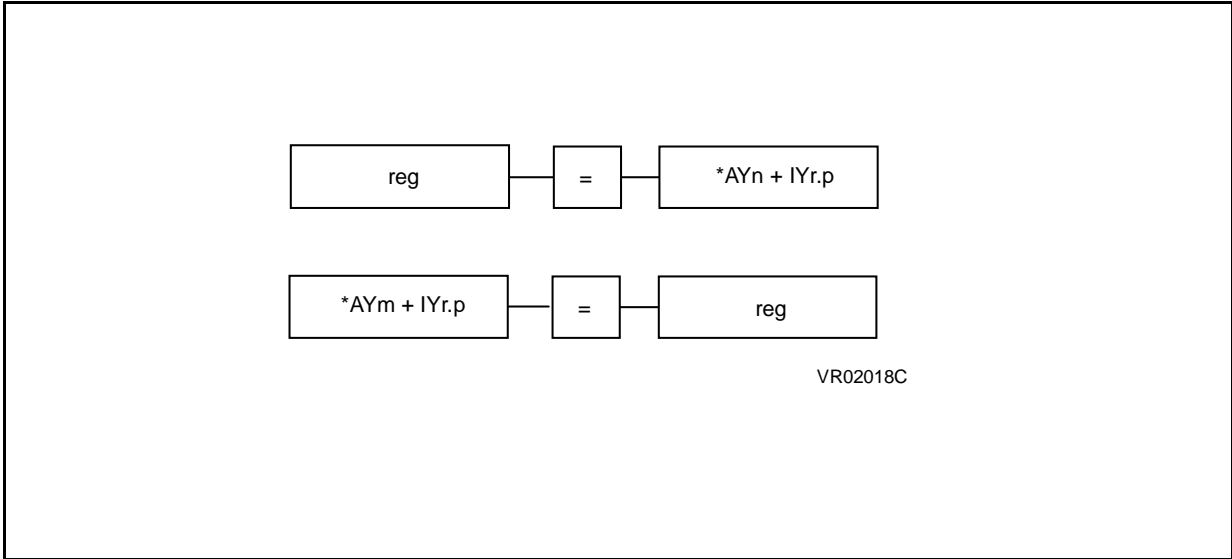 reg = *AYn + IYr.p
*AYm + IYr.p = reg
VR02018C